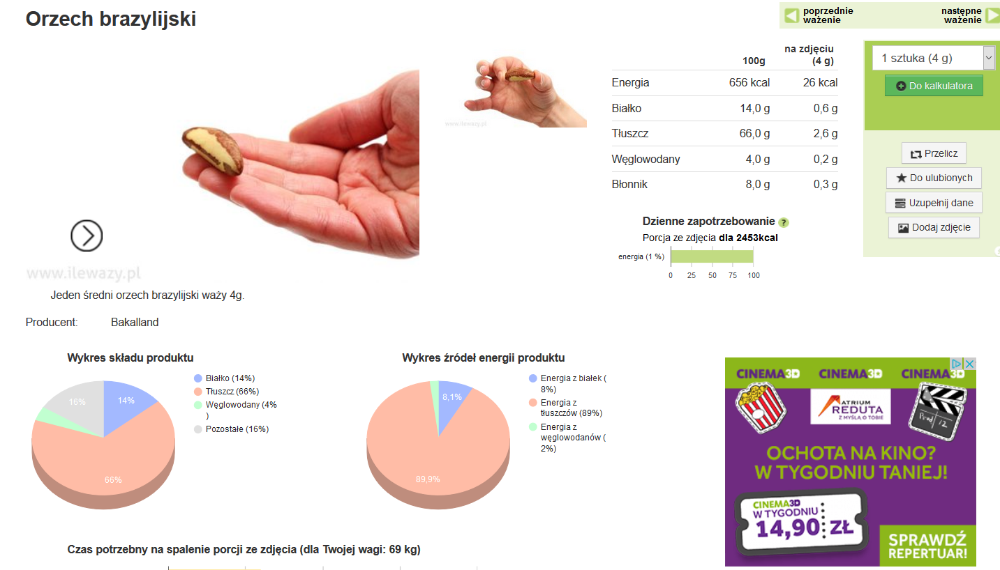 Orzech brazylijski
poprzednie
ważenie
następne
ważenie
www.ilewazy.pl
www.ilewazy.pl
Jeden średni orzech brazylijski waży 4g.
Producent: Bakalland
100g na zdjęciu
(4 g)
Energia 656 kcal 26 kcal
Białko 14,0 g 0,6 g
Tłuszcz 66,0 g 2,6 g
Węglowodany 4,0 g 0,2 g
Błonnik 8,0 g 0,3 g
Dzienne zapotrzebowanie ?
Porcja ze zdjęcia dla 2453kcal
energia (1 %)
0 25 50 75 100
1 sztuka (4 g)
Do kalkulatora
Przelicz
Do ulubionych
Uzupełnij dane
Dodaj zdjęcie
Wykres składu produktu
14%
66%
16%
Białko (14%)
Tłuszcz (66%)
Węglowodany (4%
)
Pozostałe (16%)
Wykres źródeł energii produktu
8,1%
89,9%
Energia z białek (
8%)
Energia z
tłuszczów (89%)
Energia z
węglowodanów (
2%)
CINEMA3D CINEMA3D CINEMA3D
ATRIUM
REDUTA
Z MYŚLĄ O TOBIE
Prod 12
OCHOTA NA KINO?
W TYGODNIU TANIEJ!
CINEMA3D
W TYGODNIU
14,90 ZŁ
SPRAWDŹ
REPERTUAR!
Czas potrzebny na spalenie porcji ze zdjęcia (dla Twojej wagi: 69 kg)